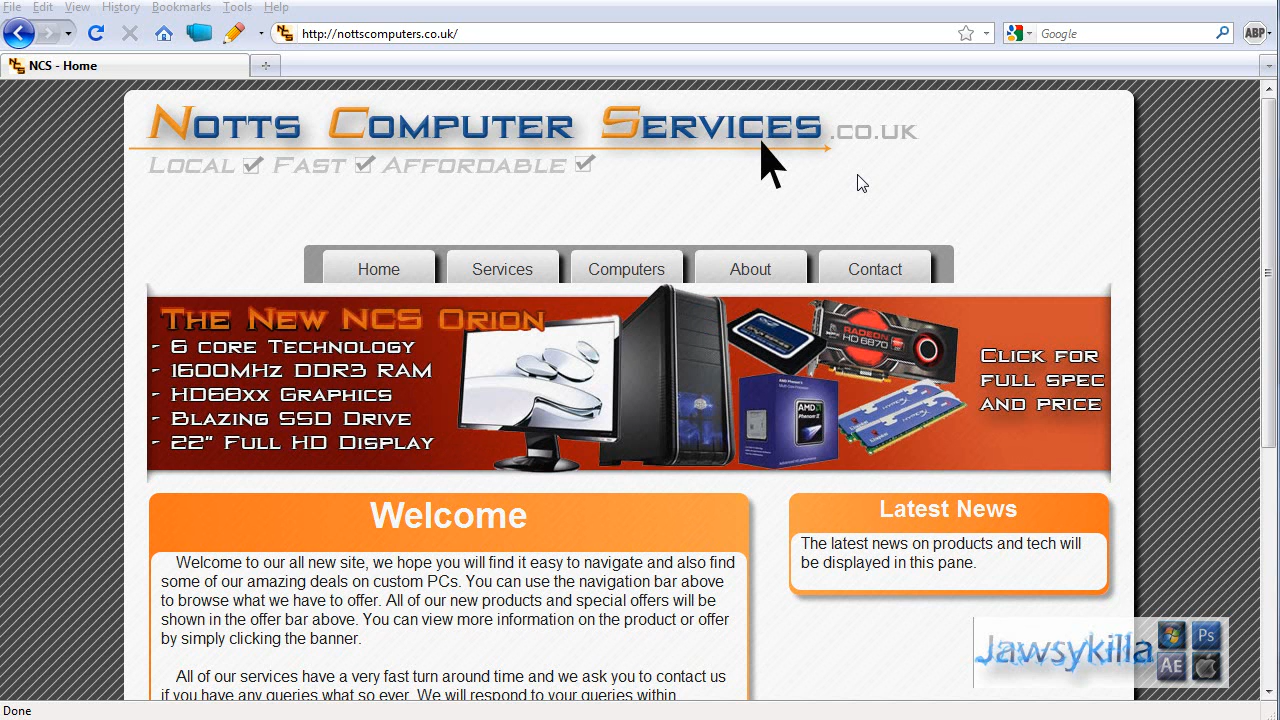 File Edit View History Bookmarks Tools Help
http://nottscomputers.co.uk/
Google
ABP
NCS - Home
Notts Computer Services.co.uk
Local Fast Affordable
Home Services Computers About Contact
The New NCS Orion
- 6 core Technology
- 1600MHz DDR3 RAM
- HD68xx Graphics
- Blazing SSD Drive
- 22" Full HD Display
RADEON
HD 6870
AMD
Phenom II
Click for
full spec
and price
Welcome
Welcome to our all new site, we hope you will find it easy to navigate and also find
some of our amazing deals on custom PCs. You can use the navigation bar above
to browse what we have to offer. All of our new products and special offers will be
shown in the offer bar above. You can view more information on the product or offer
by simply clicking the banner.
All of our services have a very fast turn around time and we ask you to contact us
if you have any queries what so ever. We will respond to your queries within
Latest News
The latest news on products and tech will
be displayed in this pane.
Jawsykilla
Ps
AE
Done